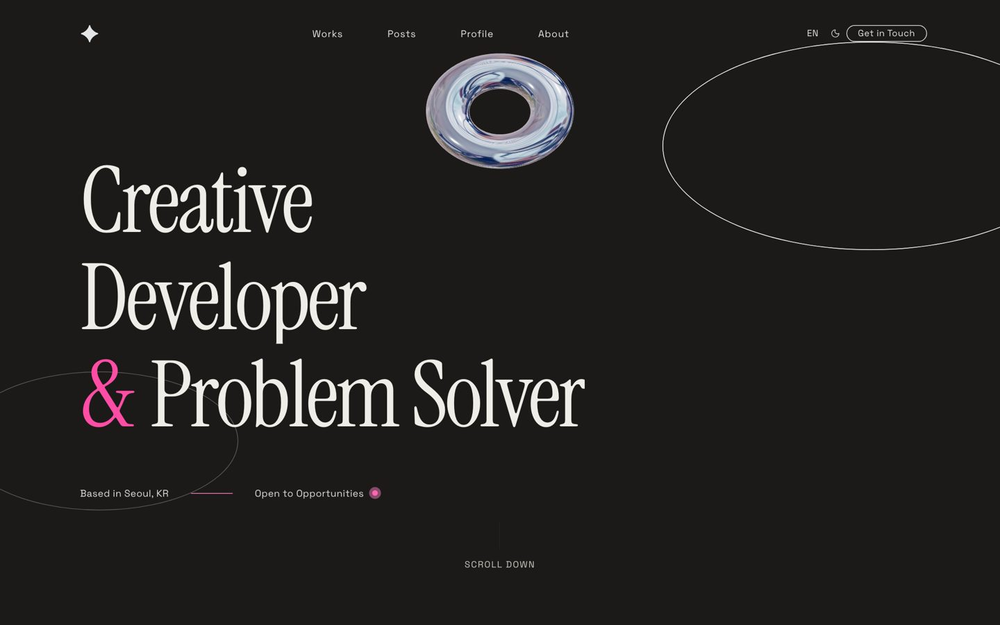 Works
Posts
Profile
About
EN
Get in Touch
Creative
Developer
& Problem Solver
Based in Seoul, KR
Open to Opportunities
SCROLL DOWN